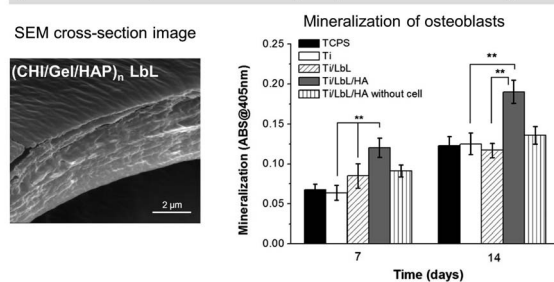 SEM cross-section image
(CHI/Gel/HAP)n LbL
2 μm
Mineralization of osteoblasts
Mineralization (ABS@405nm)
0.25
0.20
0.15
0.10
0.05
0.00
TCPS
Ti
Ti/LbL
Ti/LbL/HA
Ti/LbL/HA without cell
**
**
**
7
14
Time (days)